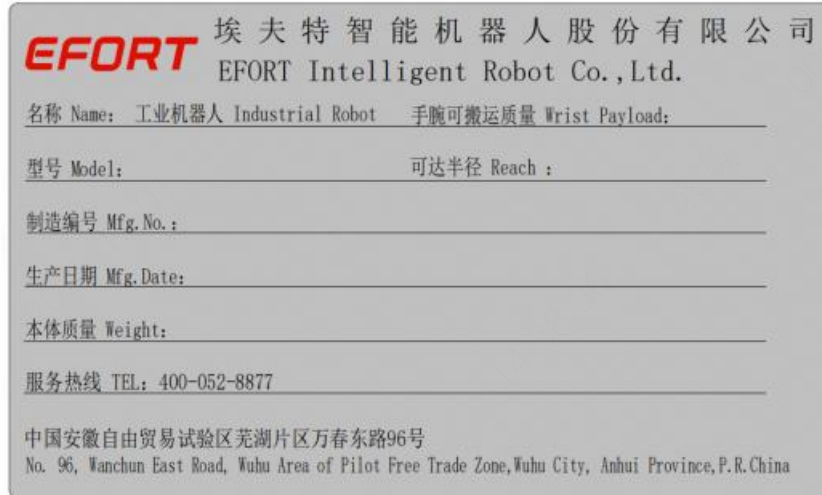 EFORT
埃夫特智能机器人股份有限公司
EFORT Intelligent Robot Co.,Ltd.
名称 Name: 工业机器人 Industrial Robot 手腕可搬运质量 Wrist Payload:
型号 Model: 可达半径 Reach :
制造编号 Mfg.No.:
生产日期 Mfg.Date:
本体质量 Weight:
服务热线 TEL: 400-052-8877
中国安徽自由贸易试验区芜湖片区万春东路96号
No. 96, Wanchun East Road, Wuhu Area of Pilot Free Trade Zone,Wuhu City, Anhui Province,P.R.China